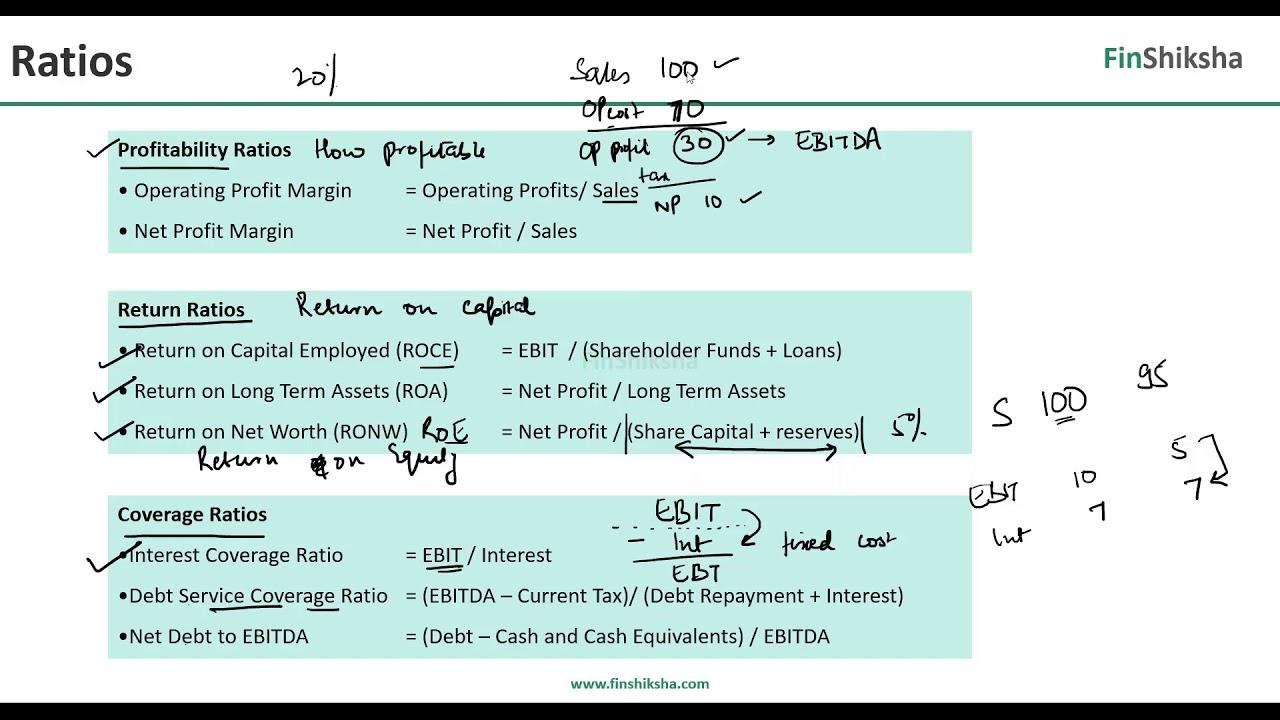 Ratios
FinShiksha
20%
Sales 100
OP cost 70
OP profit 30 → EBITDA
tax
NP 10
Profitability Ratios How profitable
• Operating Profit Margin = Operating Profits/ Sales
• Net Profit Margin = Net Profit / Sales
Return Ratios Return on capital
• Return on Capital Employed (ROCE) = EBIT / (Shareholder Funds + Loans)
FinShiksha
• Return on Long Term Assets (ROA) = Net Profit / Long Term Assets
• Return on Net Worth (RONW) ROE = Net Profit / (Share Capital + reserves) 5%
Return on Equity
S 100 95
5
EBIT 10 7
Int 7
Coverage Ratios
EBIT
- Int fixed cost
EBT
•Interest Coverage Ratio = EBIT / Interest
•Debt Service Coverage Ratio = (EBITDA – Current Tax)/ (Debt Repayment + Interest)
•Net Debt to EBITDA = (Debt – Cash and Cash Equivalents) / EBITDA
www.finshiksha.com